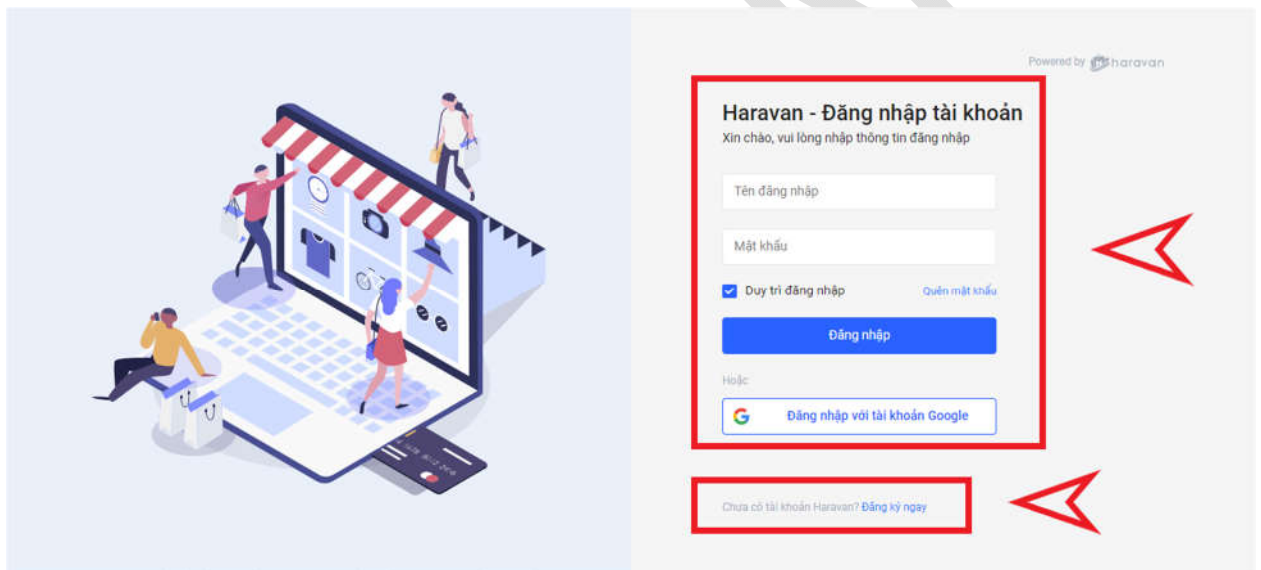 Powered by haravan
Haravan - Đăng nhập tài khoản
Xin chào, vui lòng nhập thông tin đăng nhập
Tên đăng nhập
Mật khẩu
Duy trì đăng nhập Quên mật khẩu
Đăng nhập
Hoặc
Đăng nhập với tài khoản Google
Chưa có tài khoản Haravan? Đăng ký ngay